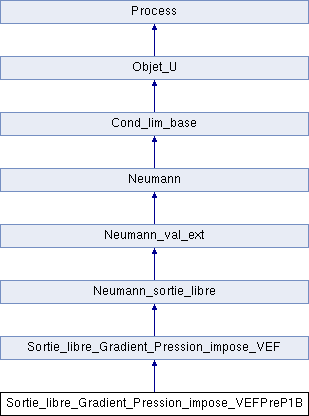 Process
Objet_U
Cond_lim_base
Neumann
Neumann_val_ext
Neumann_sortie_libre
Sortie_libre_Gradient_Pression_impose_VEF
Sortie_libre_Gradient_Pression_impose_VEFPreP1B